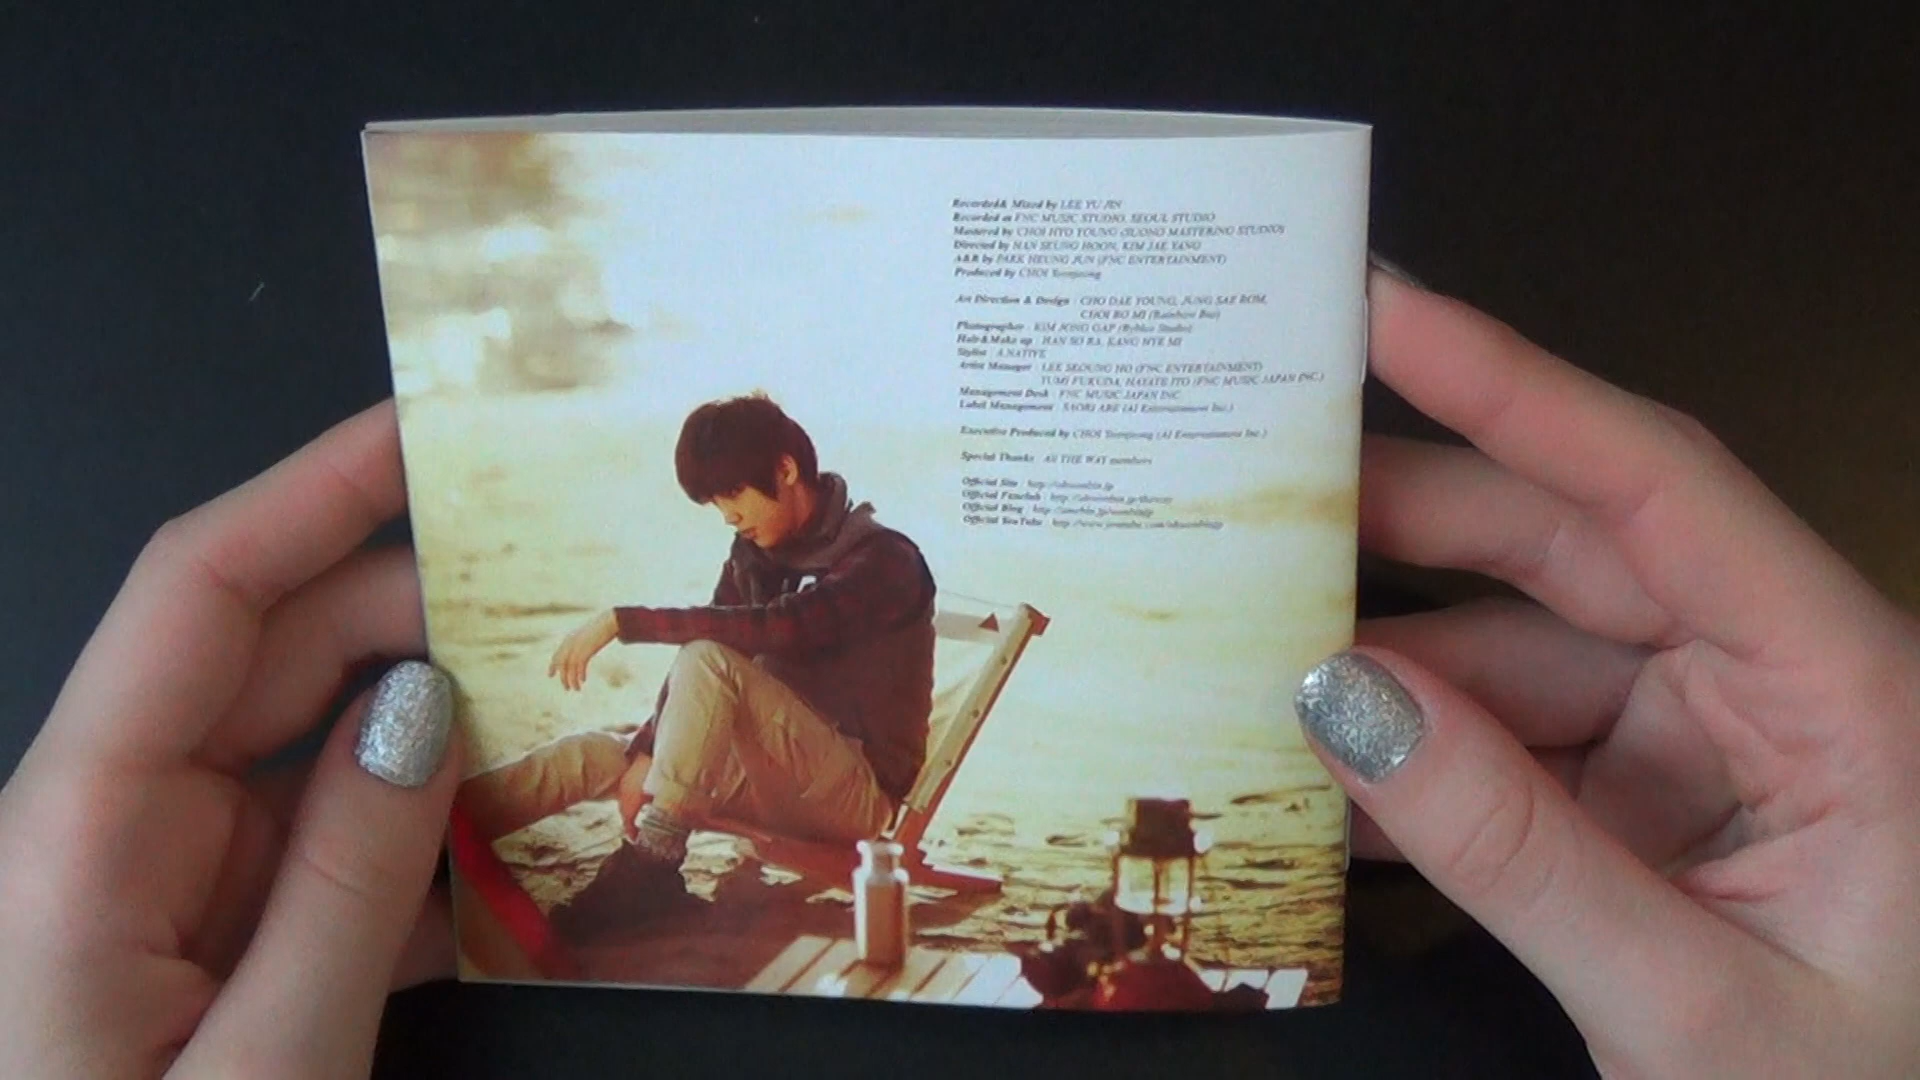 Recorded& Mixed by LEE YU JIN
Recorded at FNC MUSIC STUDIO, SEOUL STUDIO
Mastered by CHOI HYO YOUNG (SUONO MASTERING STUDIO)
Directed by HAN SEUNG HOON, KIM JAE YANG
A&R by PARK HEUNG JUN (FNC ENTERTAINMENT)
Produced by CHOI
Art Direction & Design : CHO DAE YOUNG, JUNG SAE ROM,
CHOI BO MI (Rainbow Bus)
Photographer : KIM JONG GAP (Studio)
Hair&Make up : HAN SO RA, KANG HYE MI
Stylist : A.NATIVE
Artist Manager : LEE SEOUNG HO (FNC ENTERTAINMENT)
YUMI FUKUDA, HAYATE ITO (FNC MUSIC JAPAN INC.)
Management Desk : FNC MUSIC JAPAN INC.
Label Management : SAORI ABE (AI Entertainment Inc.)
Executive Produced by CHOI (AI Entertainment Inc.)
Special Thanks : All THE WAY members
Official Site :
Official Fanclub :
Official Blog :
Official YouTube :